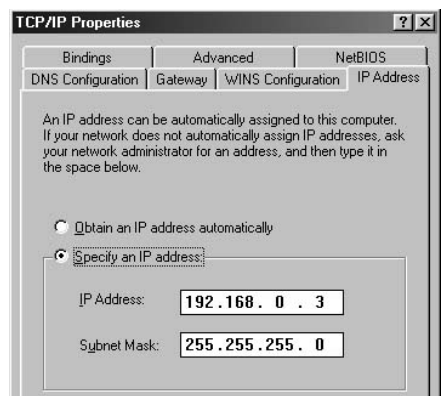 TCP/IP Properties ? ×
Bindings Advanced NetBIOS
DNS Configuration Gateway WINS Configuration IP Address
An IP address can be automatically assigned to this computer.
If your network does not automatically assign IP addresses, ask
your network administrator for an address, and then type it in
the space below.
Obtain an IP address automatically
Specify an IP address:
IP Address: 192.168. 0 . 3
Subnet Mask: 255.255.255. 0